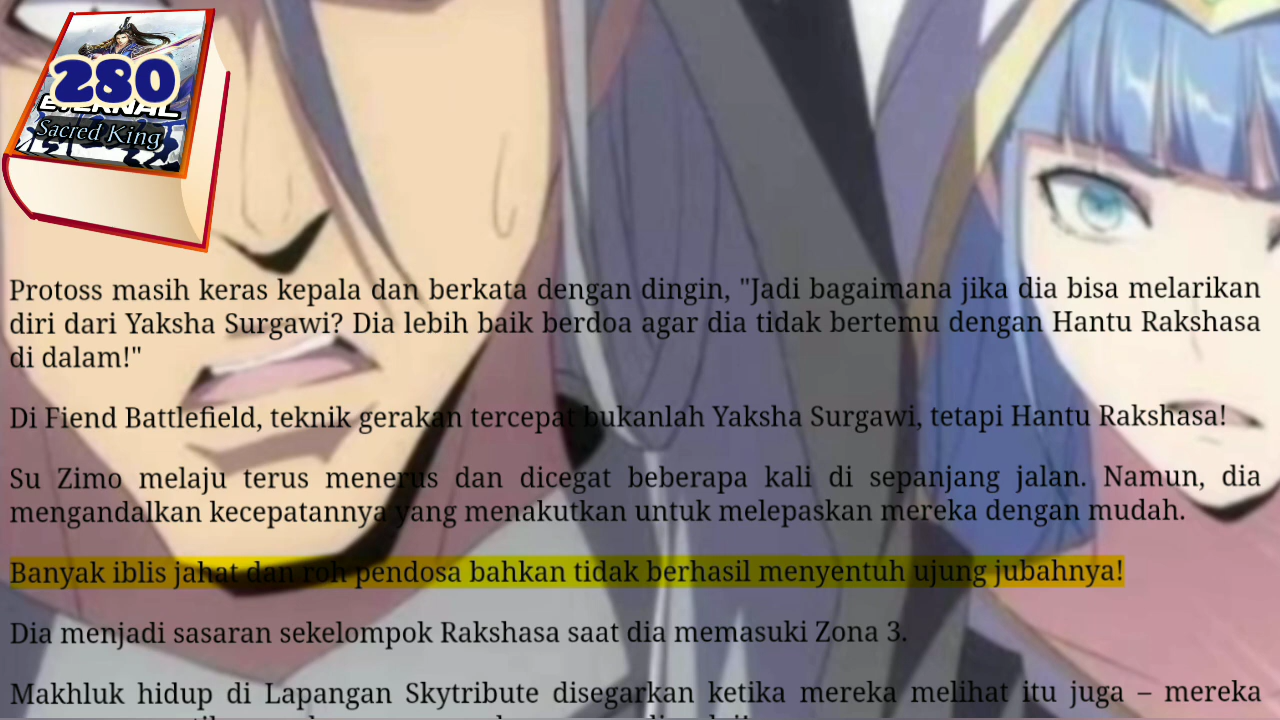 280
ETERNAL
Sacred King
Protoss masih keras kepala dan berkata dengan dingin, "Jadi bagaimana jika dia bisa melarikan
diri dari Yaksha Surgawi? Dia lebih baik berdoa agar dia tidak bertemu dengan Hantu Rakshasa
di dalam!"
Di Fiend Battlefield, teknik gerakan tercepat bukanlah Yaksha Surgawi, tetapi Hantu Rakshasa!
Su Zimo melaju terus menerus dan dicegat beberapa kali di sepanjang jalan. Namun, dia
mengandalkan kecepatannya yang menakutkan untuk melepaskan mereka dengan mudah.
Banyak iblis jahat dan roh pendosa bahkan tidak berhasil menyentuh ujung jubahnya!
Dia menjadi sasaran sekelompok Rakshasa saat dia memasuki Zona 3.
Makhluk hidup di Lapangan Skytribute disegarkan ketika mereka melihat itu juga – mereka